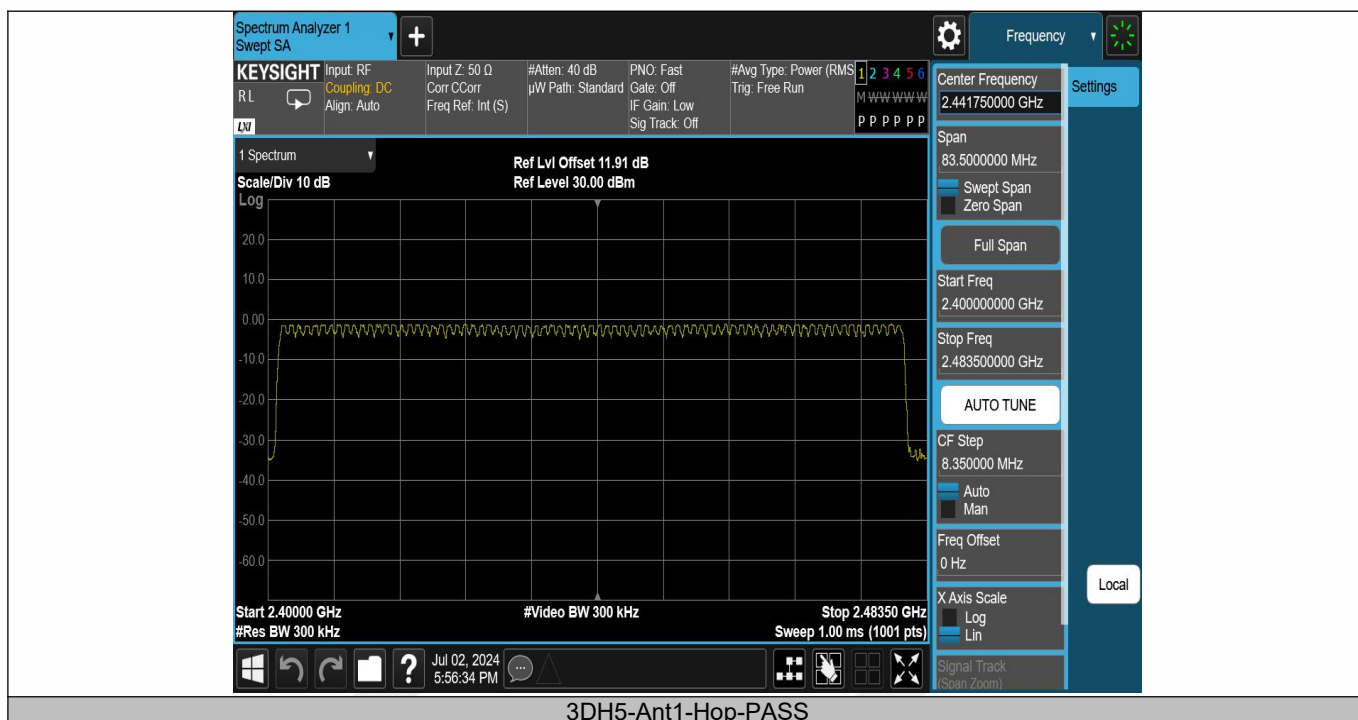 Spectrum Analyzer 1
Swept SA
+
Frequency
KEYSIGHT
R L
LXI
Input: RF
Coupling: DC
Align: Auto
Input Z: 50 Ω
Corr CCorr
Freq Ref: Int (S)
#Atten: 40 dB
µW Path: Standard
PNO: Fast
Gate: Off
IF Gain: Low
Sig Track: Off
#Avg Type: Power (RMS
Trig: Free Run
1 2 3 4 5 6
M W W W W W
P P P P P P
1 Spectrum
Scale/Div 10 dB
Log
Ref Lvl Offset 11.91 dB
Ref Level 30.00 dBm
20.0
10.0
0.00
-10.0
-20.0
-30.0
-40.0
-50.0
-60.0
Start 2.40000 GHz
#Res BW 300 kHz
#Video BW 300 kHz
Stop 2.48350 GHz
Sweep 1.00 ms (1001 pts)
Center Frequency
2.441750000 GHz
Settings
Span
83.5000000 MHz
Swept Span
Zero Span
Full Span
Start Freq
2.400000000 GHz
Stop Freq
2.483500000 GHz
AUTO TUNE
CF Step
8.350000 MHz
Auto
Man
Freq Offset
0 Hz
X Axis Scale
Log
Lin
Signal Track
(Span Zoom)
Local
?
Jul 02, 2024
5:56:34 PM
3DH5-Ant1-Hop-PASS